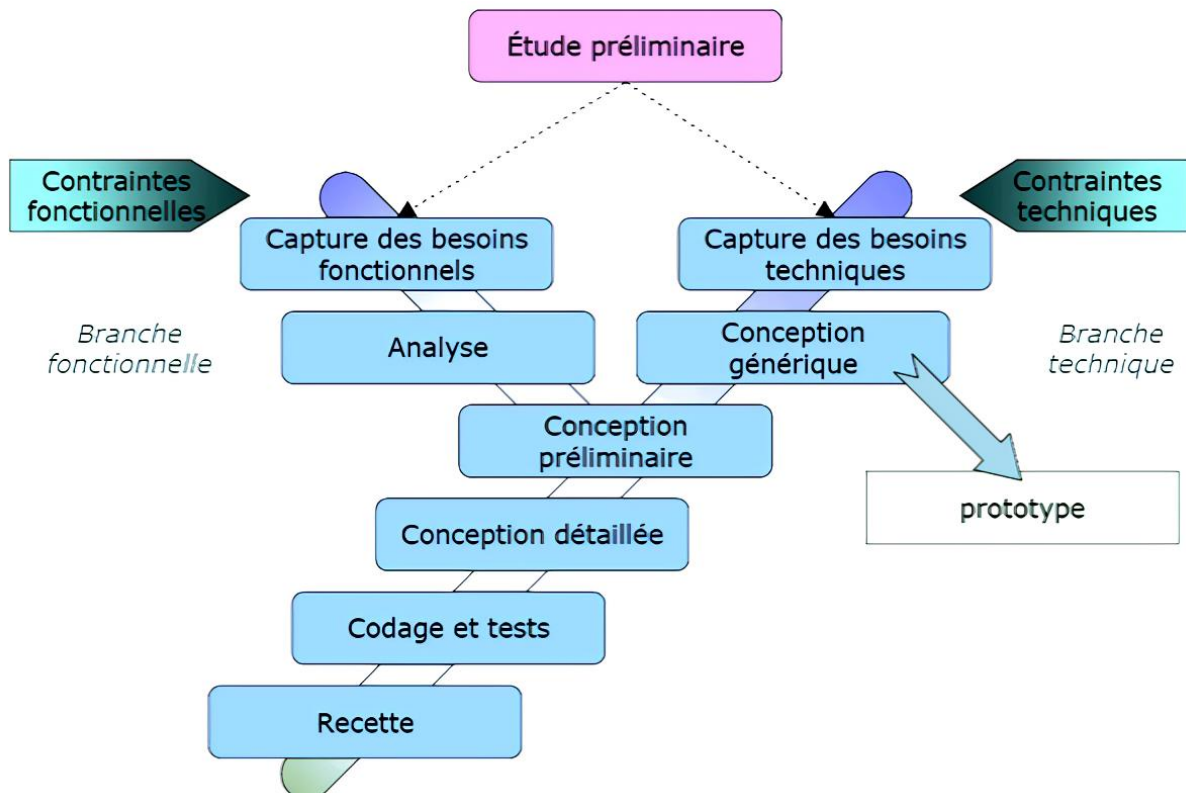 Étude préliminaire
Contraintes
fonctionnelles
Contraintes
techniques
Capture des besoins
fonctionnels
Capture des besoins
techniques
Branche
fonctionnelle
Analyse
Conception
générique
Branche
technique
Conception
préliminaire
prototype
Conception détaillée
Codage et tests
Recette